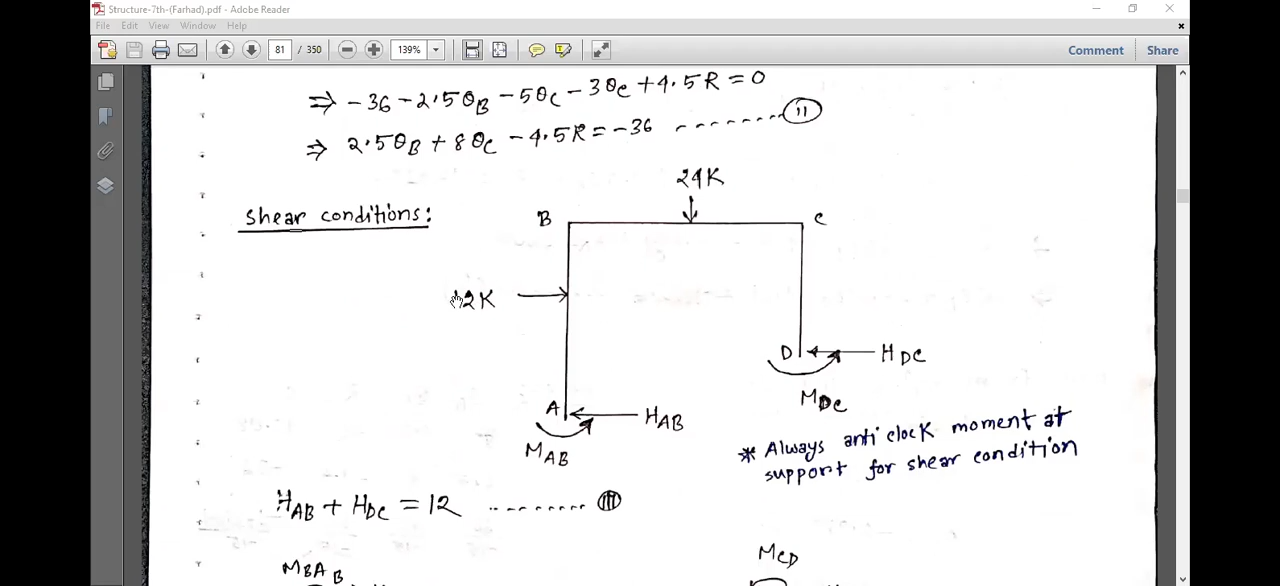 Structure-7th-(Farhad).pdf - Adobe Reader
File Edit View Window Help
81 / 350 139% Comment Share
⇒ -36 - 2.5θB - 5θC - 3θC + 4.5R = 0
⇒ 2.5θB + 8θC - 4.5R = -36 -------- (11)
24K
Shear conditions:
B C
12K
D HDC
MDC
A HAB
MAB
* Always anti clock moment at
support for shear condition
HAB + HDC = 12 ......... (III)
MCD
MBA B